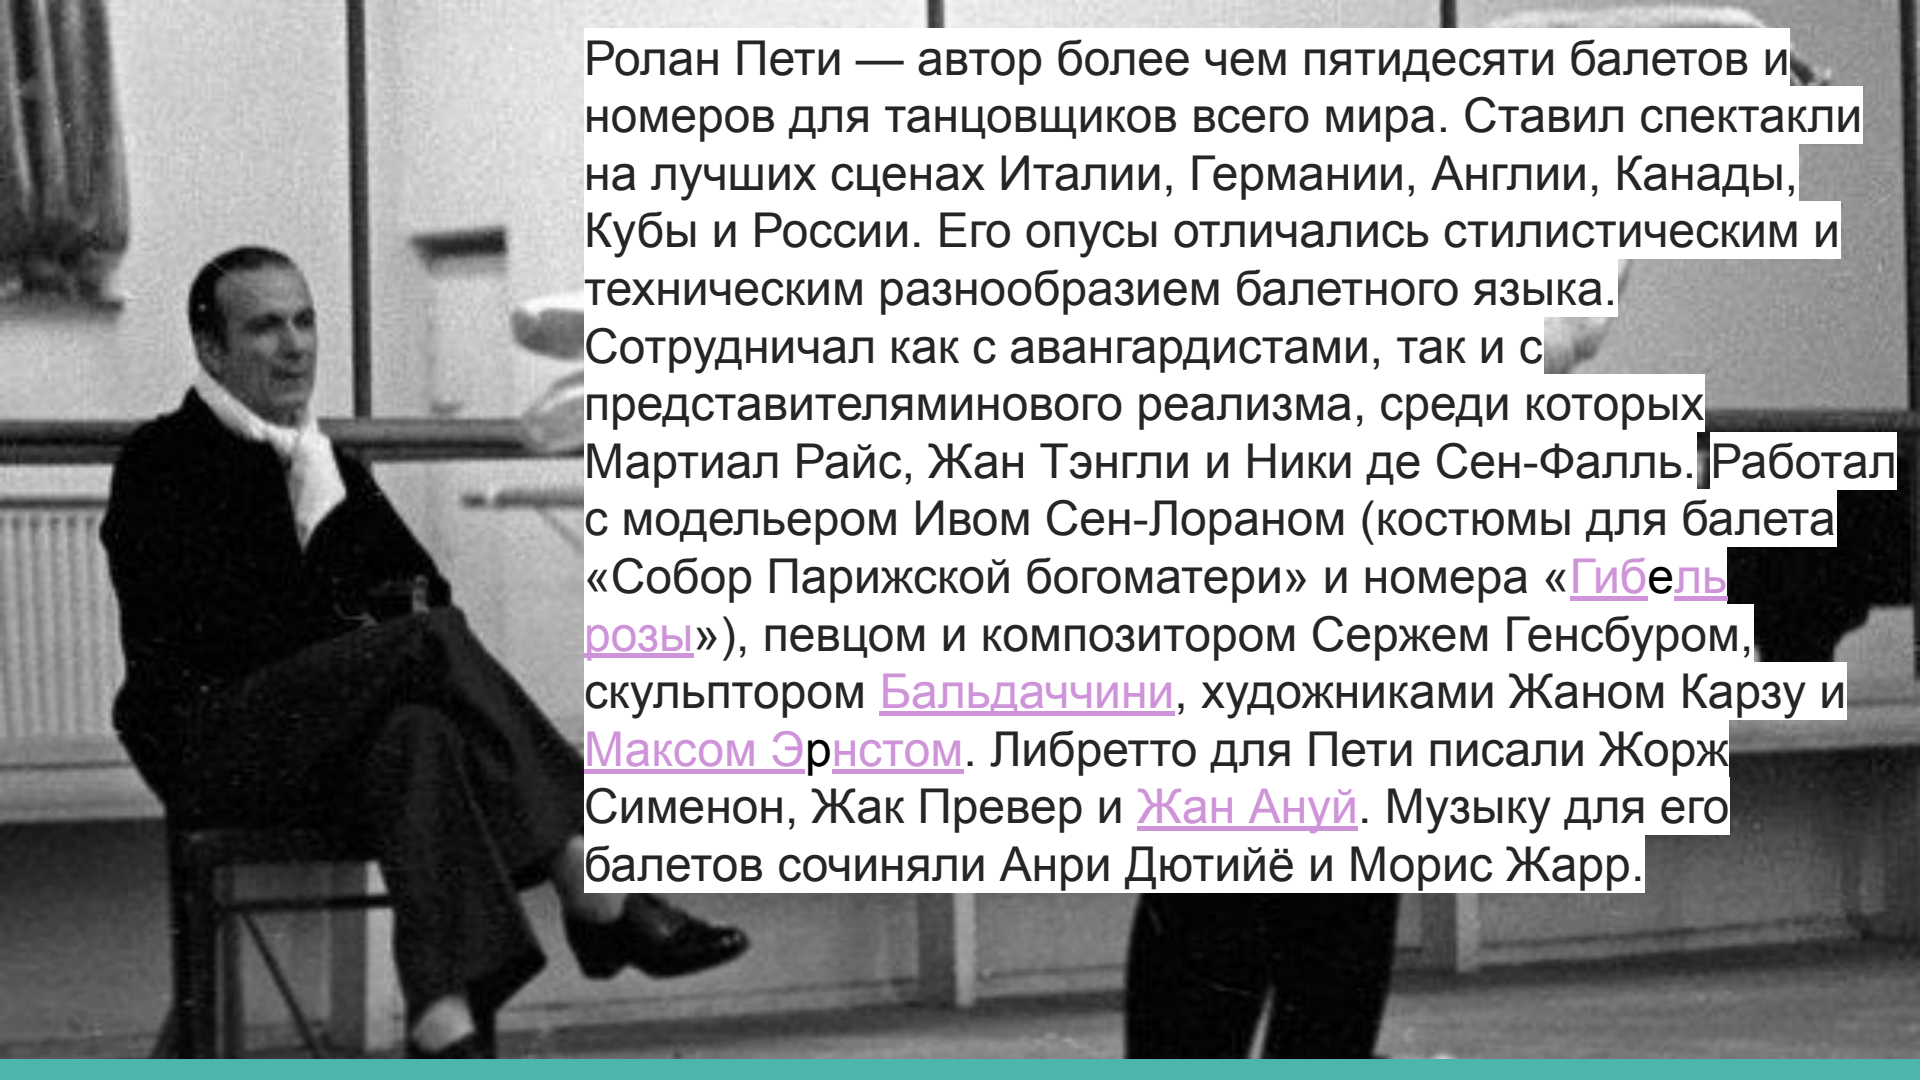 Ролан Пети — автор более чем пятидесяти балетов и
номеров для танцовщиков всего мира. Ставил спектакли
на лучших сценах Италии, Германии, Англии, Канады,
Кубы и России. Его опусы отличались стилистическим и
техническим разнообразием балетного языка.
Сотрудничал как с авангардистами, так и с
представителяминового реализма, среди которых
Мартиал Райс, Жан Тэнгли и Ники де Сен-Фалль. Работал
с модельером Ивом Сен-Лораном (костюмы для балета
«Собор Парижской богоматери» и номера «Гибель
розы»), певцом и композитором Сержем Генсбуром,
скульптором Бальдаччини, художниками Жаном Карзу и
Максом Эрнстом. Либретто для Пети писали Жорж
Сименон, Жак Превер и Жан Ануй. Музыку для его
балетов сочиняли Анри Дютийё и Морис Жарр.